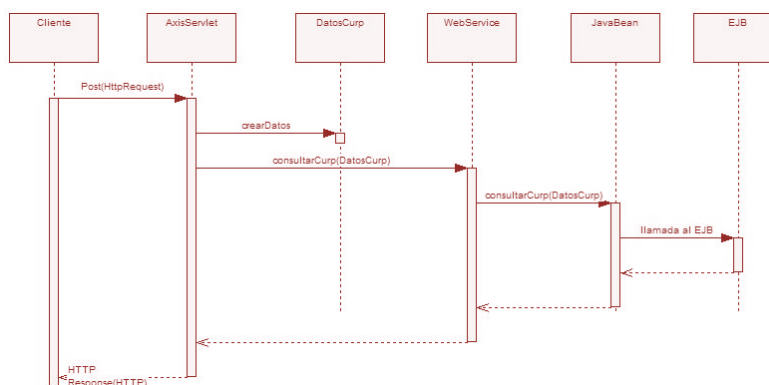 Cliente
AxisServlet
DatosCurp
WebService
JavaBean
EJB
Post(HttpRequest)
crearDatos
consultarCurp(DatosCurp)
consultarCurp(DatosCurp)
llamada al EJB
HTTP
Response(HTTP)